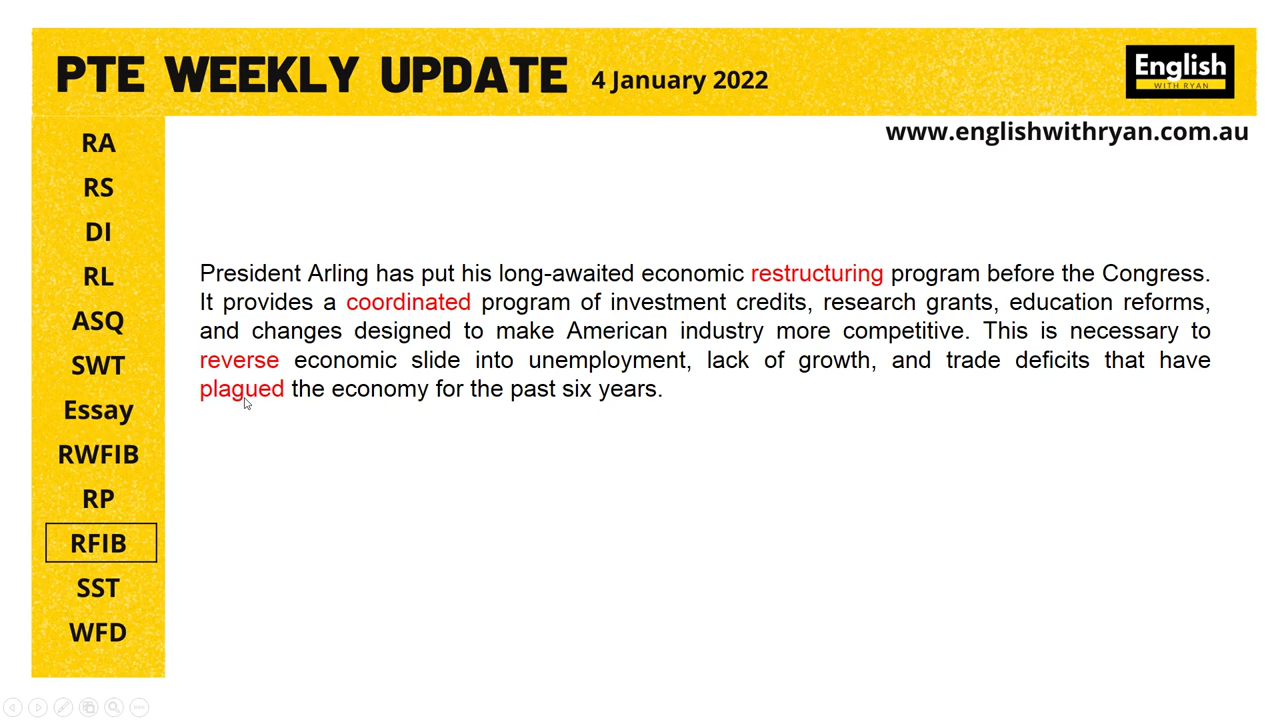 PTE WEEKLY UPDATE 4 January 2022
English
WITH RYAN
www.englishwithryan.com.au
RA
RS
DI
RL
ASQ
SWT
Essay
RWFIB
RP
RFIB
SST
WFD
President Arling has put his long-awaited economic restructuring program before the Congress.
It provides a coordinated program of investment credits, research grants, education reforms,
and changes designed to make American industry more competitive. This is necessary to
reverse economic slide into unemployment, lack of growth, and trade deficits that have
plagued the economy for the past six years.